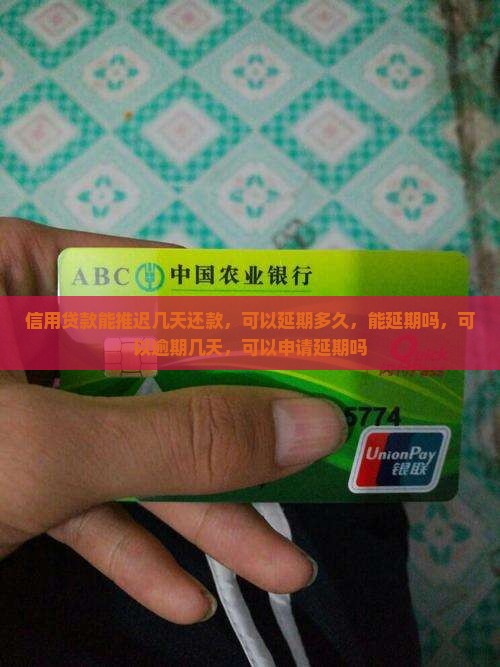 ABC 中国农业银行
信用贷款能推迟几天还款，可以延期多久，能延期吗，可
以逾期几天，可以申请延期吗
5774
UnionPay
银联